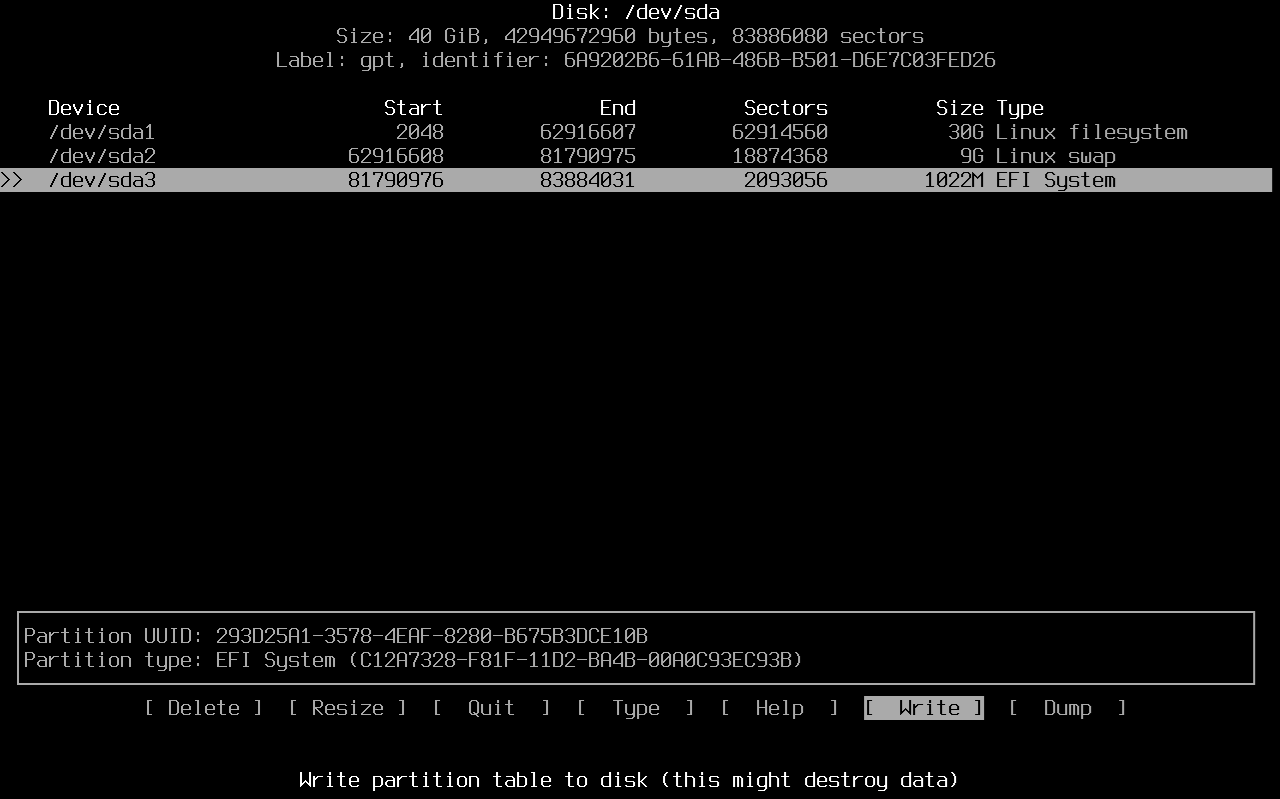 Disk: /dev/sda
Size: 40 GiB, 42949672960 bytes, 83886080 sectors
Label: gpt, identifier: 6A9202B6-61AB-486B-B501-D6E7C03FED26
Device Start End Sectors Size Type
/dev/sda1 2048 62916607 62914560 30G Linux filesystem
/dev/sda2 62916608 81790975 18874368 9G Linux swap
>> /dev/sda3 81790976 83884031 2093056 1022M EFI System
Partition UUID: 293D25A1-3578-4EAF-8280-B675B3DCE10B
Partition type: EFI System (C12A7328-F81F-11D2-BA4B-00A0C93EC93B)
[ Delete ] [ Resize ] [ Quit ] [ Type ] [ Help ] [ Write ] [ Dump ]
Write partition table to disk (this might destroy data)